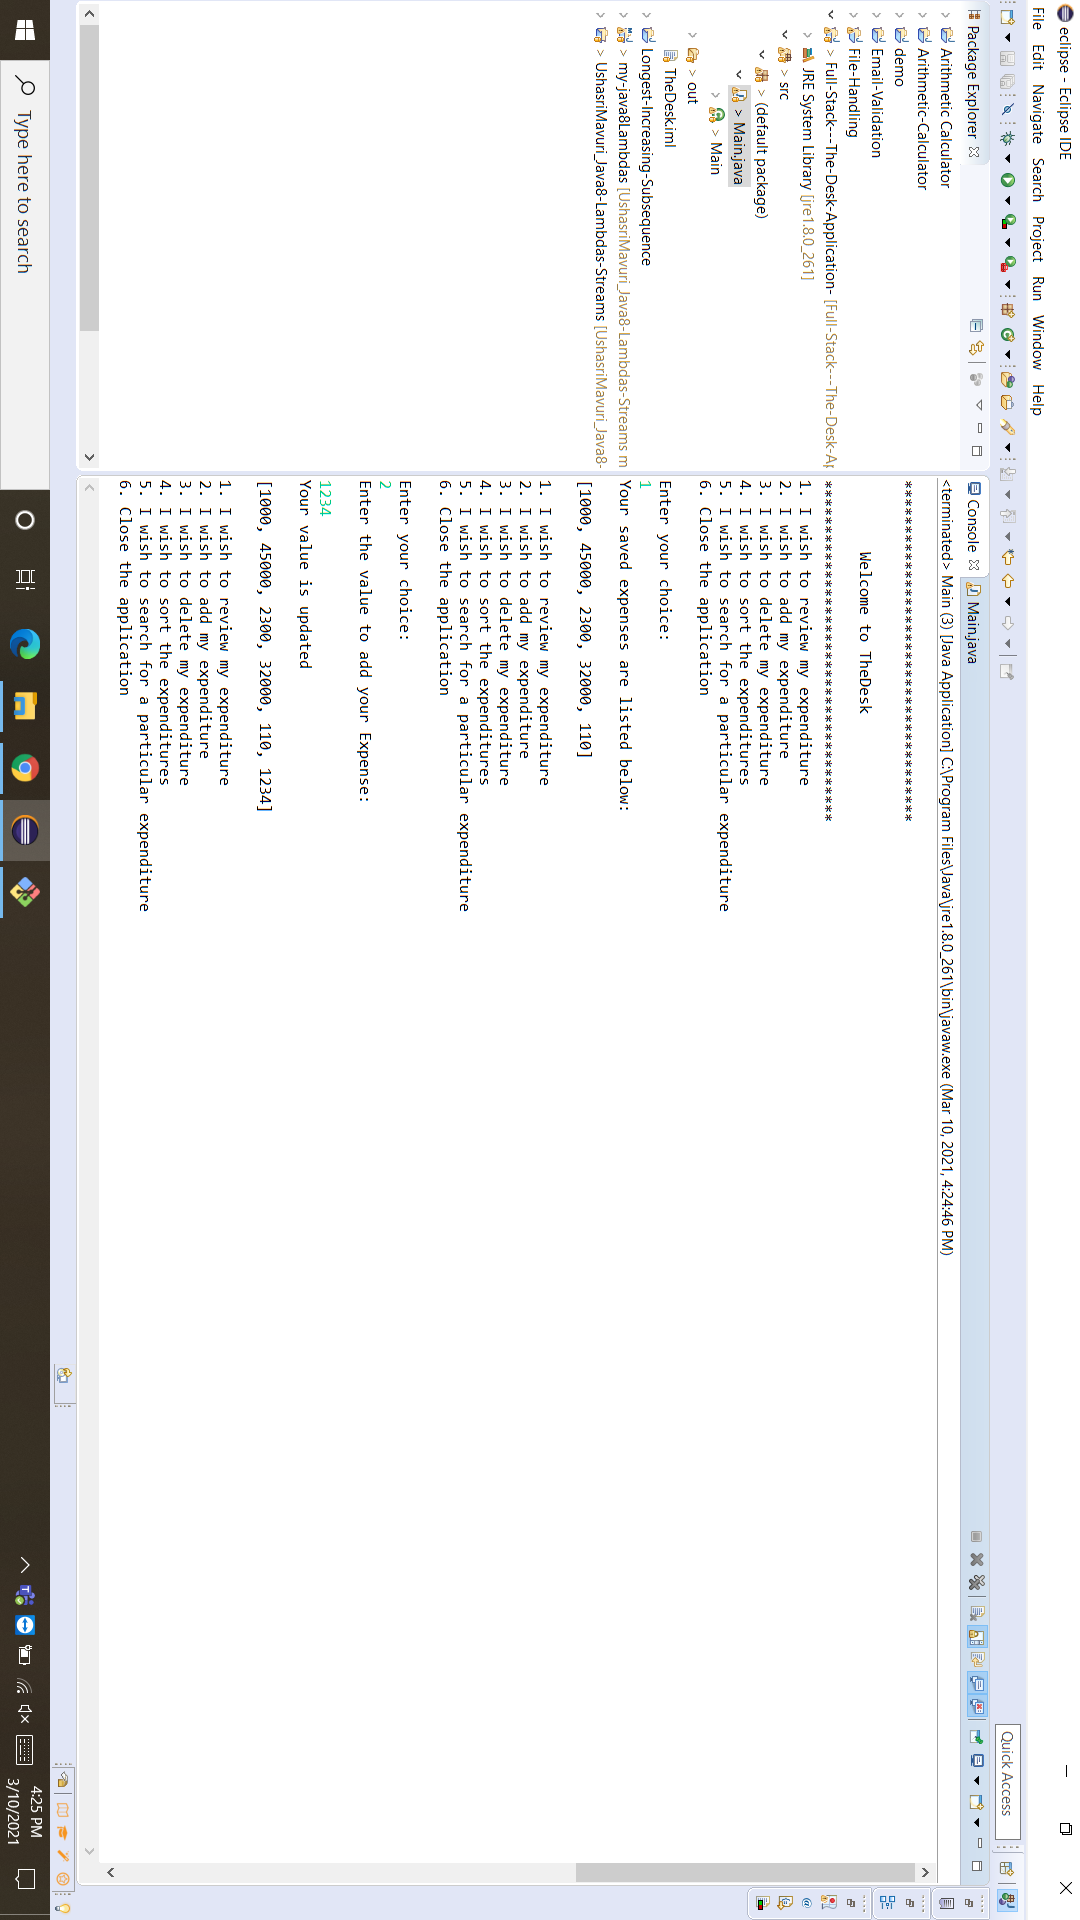 eclipse - Eclipse IDE
File Edit Navigate Search Project Run Window Help
Quick Access
Package Explorer
Arithmetic Calculator
Arithmetic-Calculator
demo
Email-Validation
File-Handling
> Full-Stack---The-Desk-Application- [Full-Stack---The-Desk-Ap
JRE System Library [jre1.8.0_261]
> src
> (default package)
> Main.java
> Main
> out
TheDesk.iml
Longest-Increasing-Subsequence
> my-java8Lambdas [UshasriMavuri_Java8-Lambdas-Streams m
> UshasriMavuri_Java8-Lambdas-Streams [UshasriMavuri_Java8-
Console Main.java
<terminated> Main (3) [Java Application] C:\Program Files\Java\jre1.8.0_261\bin\javaw.exe (Mar 10, 2021, 4:24:46 PM)
Welcome to TheDesk
1. I wish to review my expenditure
2. I wish to add my expenditure
3. I wish to delete my expenditure
4. I wish to sort the expenditures
5. I wish to search for a particular expenditure
6. Close the application
Enter your choice:
1
Your saved expenses are listed below:
[1000, 45000, 2300, 32000, 110]
1. I wish to review my expenditure
2. I wish to add my expenditure
3. I wish to delete my expenditure
4. I wish to sort the expenditures
5. I wish to search for a particular expenditure
6. Close the application
Enter your choice:
2
Enter the value to add your Expense:
1234
Your value is updated
[1000, 45000, 2300, 32000, 110, 1234]
1. I wish to review my expenditure
2. I wish to add my expenditure
3. I wish to delete my expenditure
4. I wish to sort the expenditures
5. I wish to search for a particular expenditure
6. Close the application
Type here to search
4:25 PM
3/10/2021